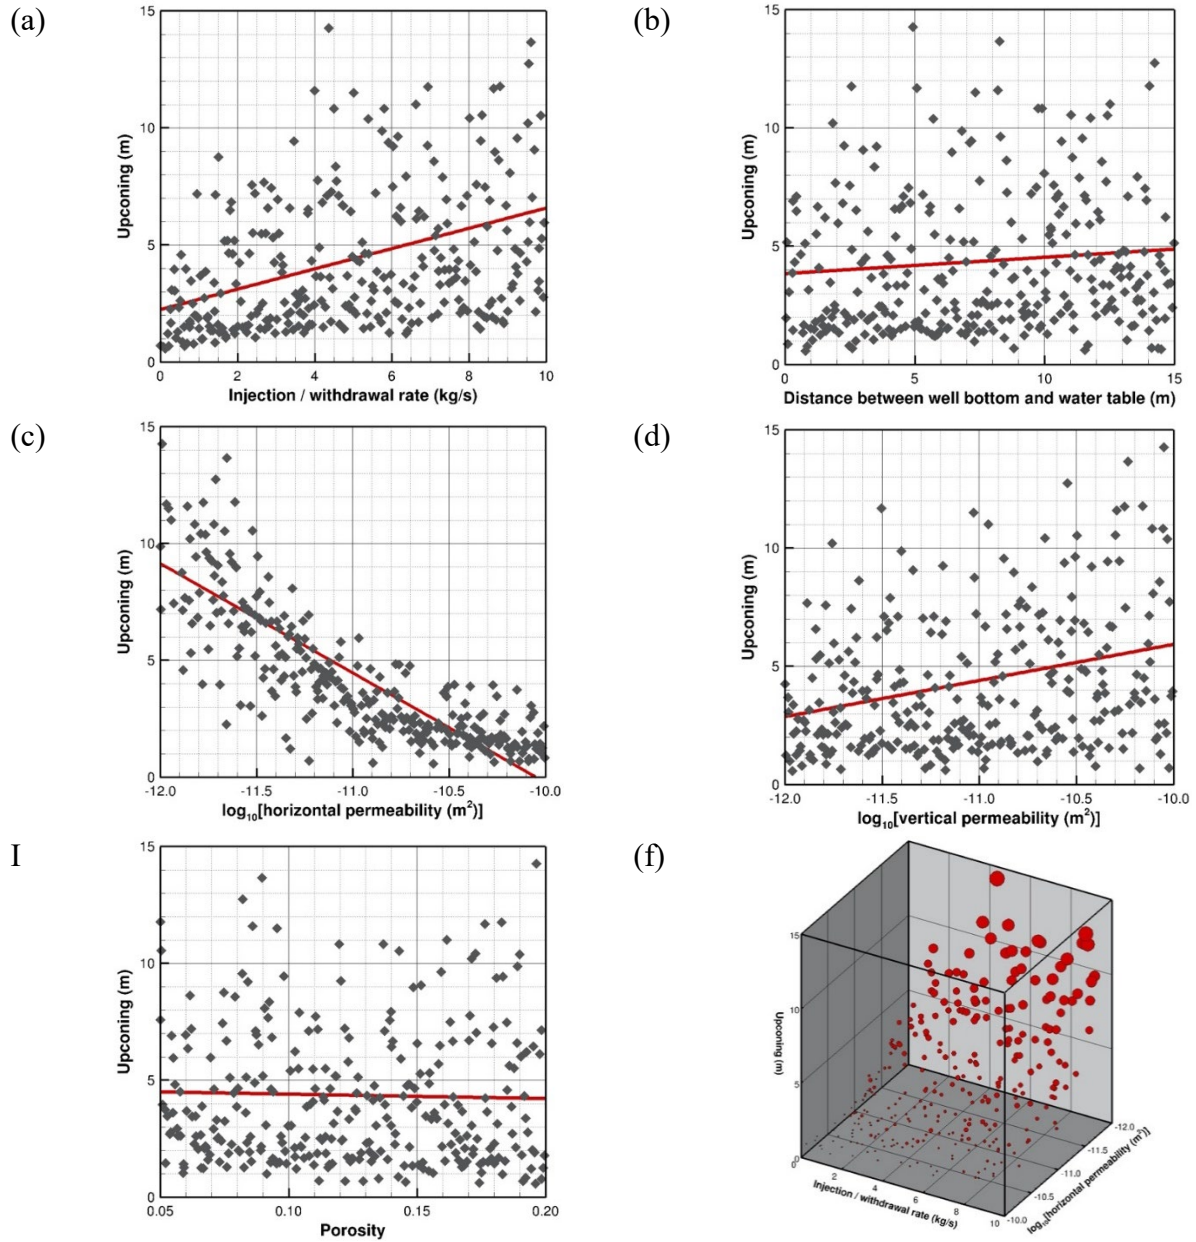 (a)
15
10
5
0
Upconing (m)
0 2 4 6 8 10
Injection / withdrawal rate (kg/s)
(b)
15
10
5
0
Upconing (m)
0 5 10 15
Distance between well bottom and water table (m)
(c)
15
10
5
0
Upconing (m)
-12.0 -11.5 -11.0 -10.5 -10.0
log₁₀[horizontal permeability (m²)]
(d)
15
10
5
0
Upconing (m)
-12.0 -11.5 -11.0 -10.5 -10.0
log₁₀[vertical permeability (m²)]
I
15
10
5
0
Upconing (m)
0.05 0.10 0.15 0.20
Porosity
(f)
15
10
5
0
Upconing (m)
0 2 4 6 8 10
Injection / withdrawal rate (kg/s)
-12.0
-11.5
-11.0
-10.5
-10.0
log₁₀[horizontal permeability (m²)]